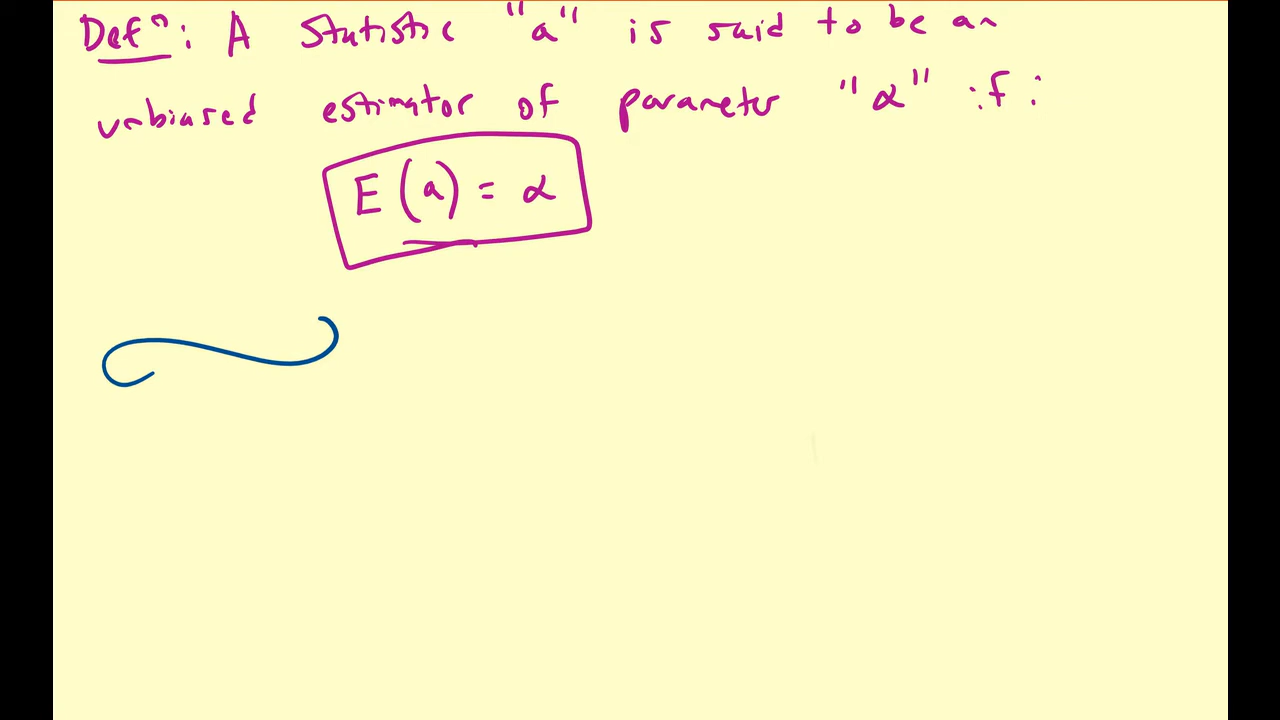 Defⁿ: A statistic "a" is said to be an
unbiased estimator of parameter "α" if:
E(a) = α